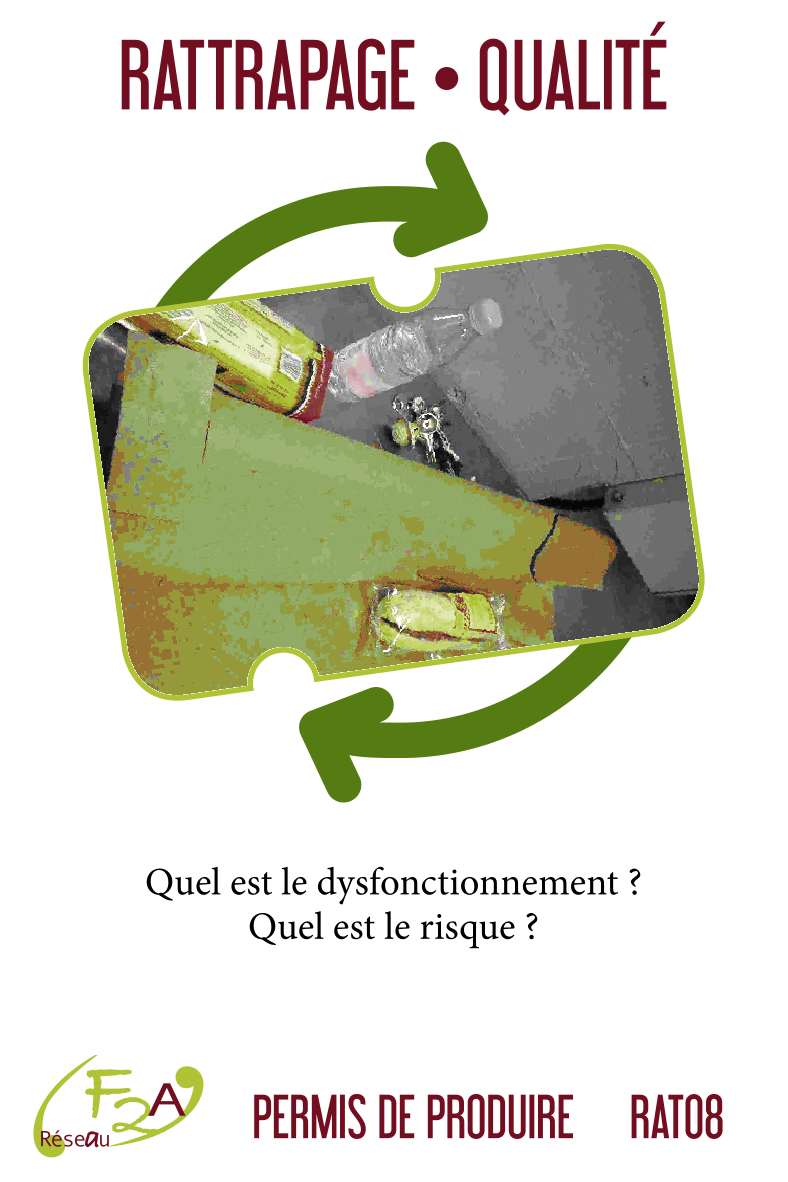 RATTRAPAGE • QUALITÉ
Quel est le dysfonctionnement ?
Quel est le risque ?
F2A
Réseau
PERMIS DE PRODUIRE RAT08